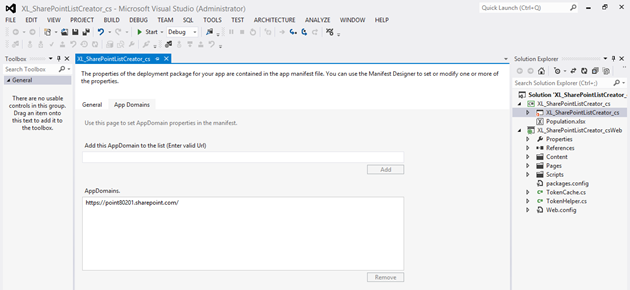 XL_SharePointListCreator_cs - Microsoft Visual Studio (Administrator)
Quick Launch (Ctrl+Q)
FILE EDIT VIEW PROJECT BUILD DEBUG TEAM SQL TOOLS TEST ARCHITECTURE ANALYZE WINDOW HELP
Start Debug
Toolbox
Search Toolbox
General
There are no usable
controls in this group.
Drag an item onto
this text to add it to
the toolbox.
XL_SharePointListCreator_cs
The properties of the deployment package for your app are contained in the app manifest file. You can use the Manifest Designer to set or modify one or more of
the properties.
General App Domains
Use this page to set AppDomain properties in the manifest.
Add this AppDomain to the list (Enter valid Url)
Add
AppDomains.
https://point80201.sharepoint.com/
Remove
Solution Explorer
Search Solution Explorer (Ctrl+;)
Solution 'XL_SharePointListCreator_
XL_SharePointListCreator_cs
XL_SharePointListCreator_cs
Population.xlsx
XL_SharePointListCreator_csWeb
Properties
References
Content
Pages
Scripts
packages.config
TokenCache.cs
TokenHelper.cs
Web.config